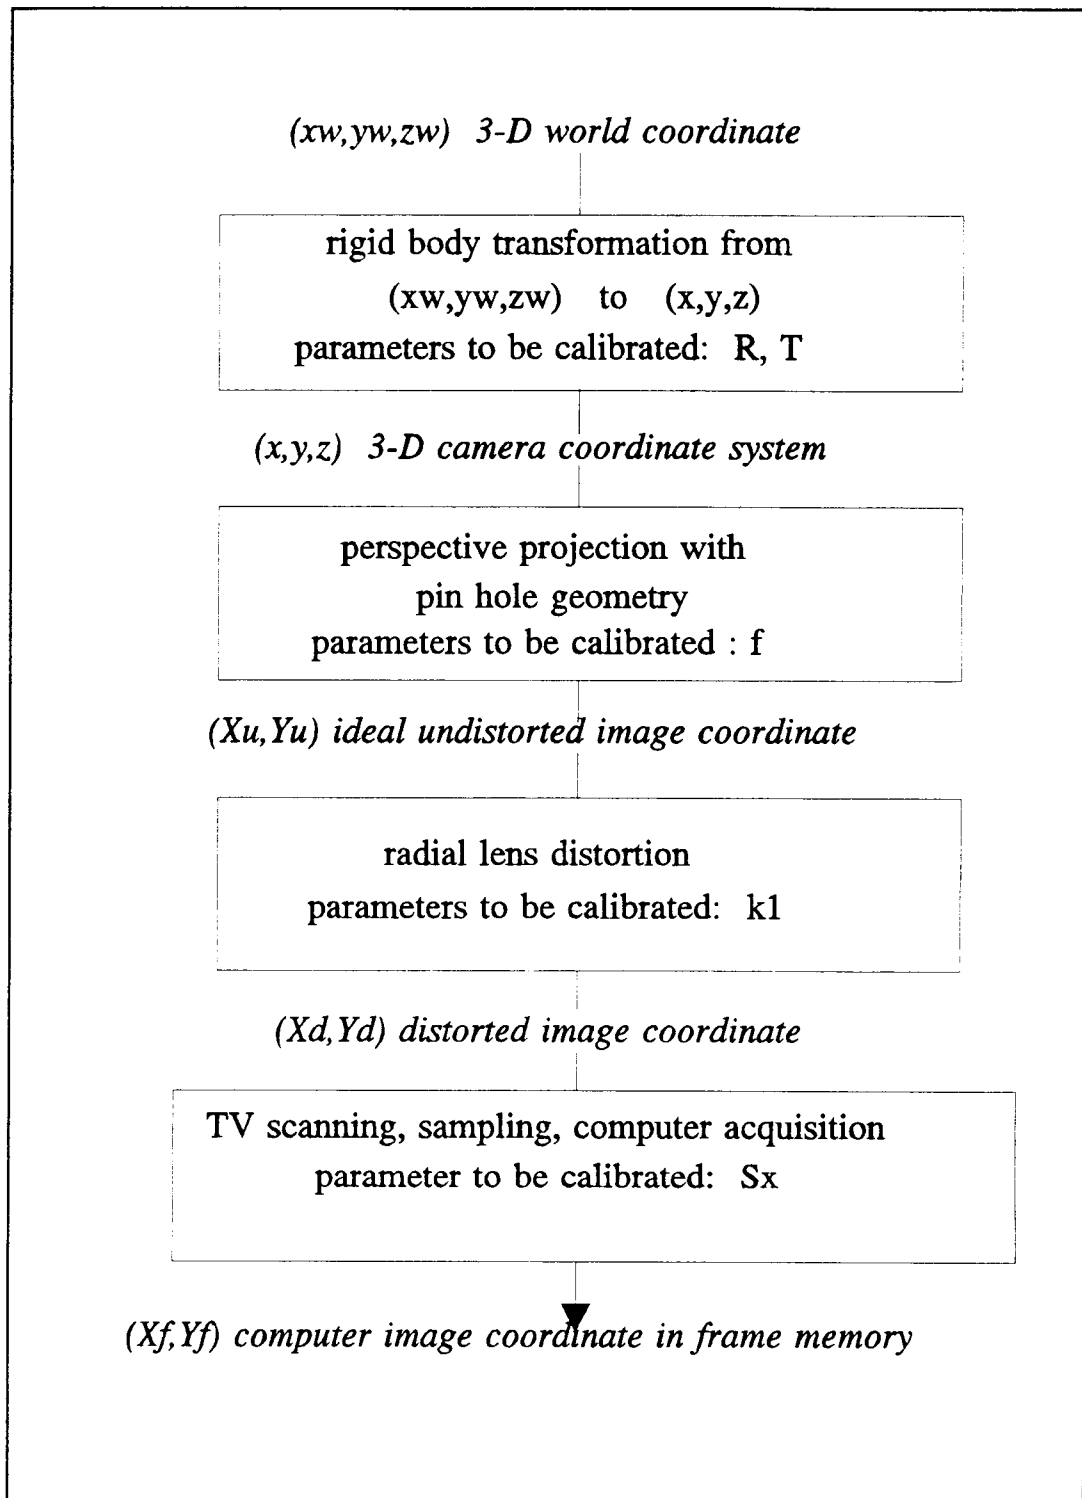 (xw,yw,zw) 3-D world coordinate
rigid body transformation from
(xw,yw,zw) to (x,y,z)
parameters to be calibrated: R, T
(x,y,z) 3-D camera coordinate system
perspective projection with
pin hole geometry
parameters to be calibrated : f
(Xu,Yu) ideal undistorted image coordinate
radial lens distortion
parameters to be calibrated: k1
(Xd,Yd) distorted image coordinate
TV scanning, sampling, computer acquisition
parameter to be calibrated: Sx
(Xf,Yf) computer image coordinate in frame memory